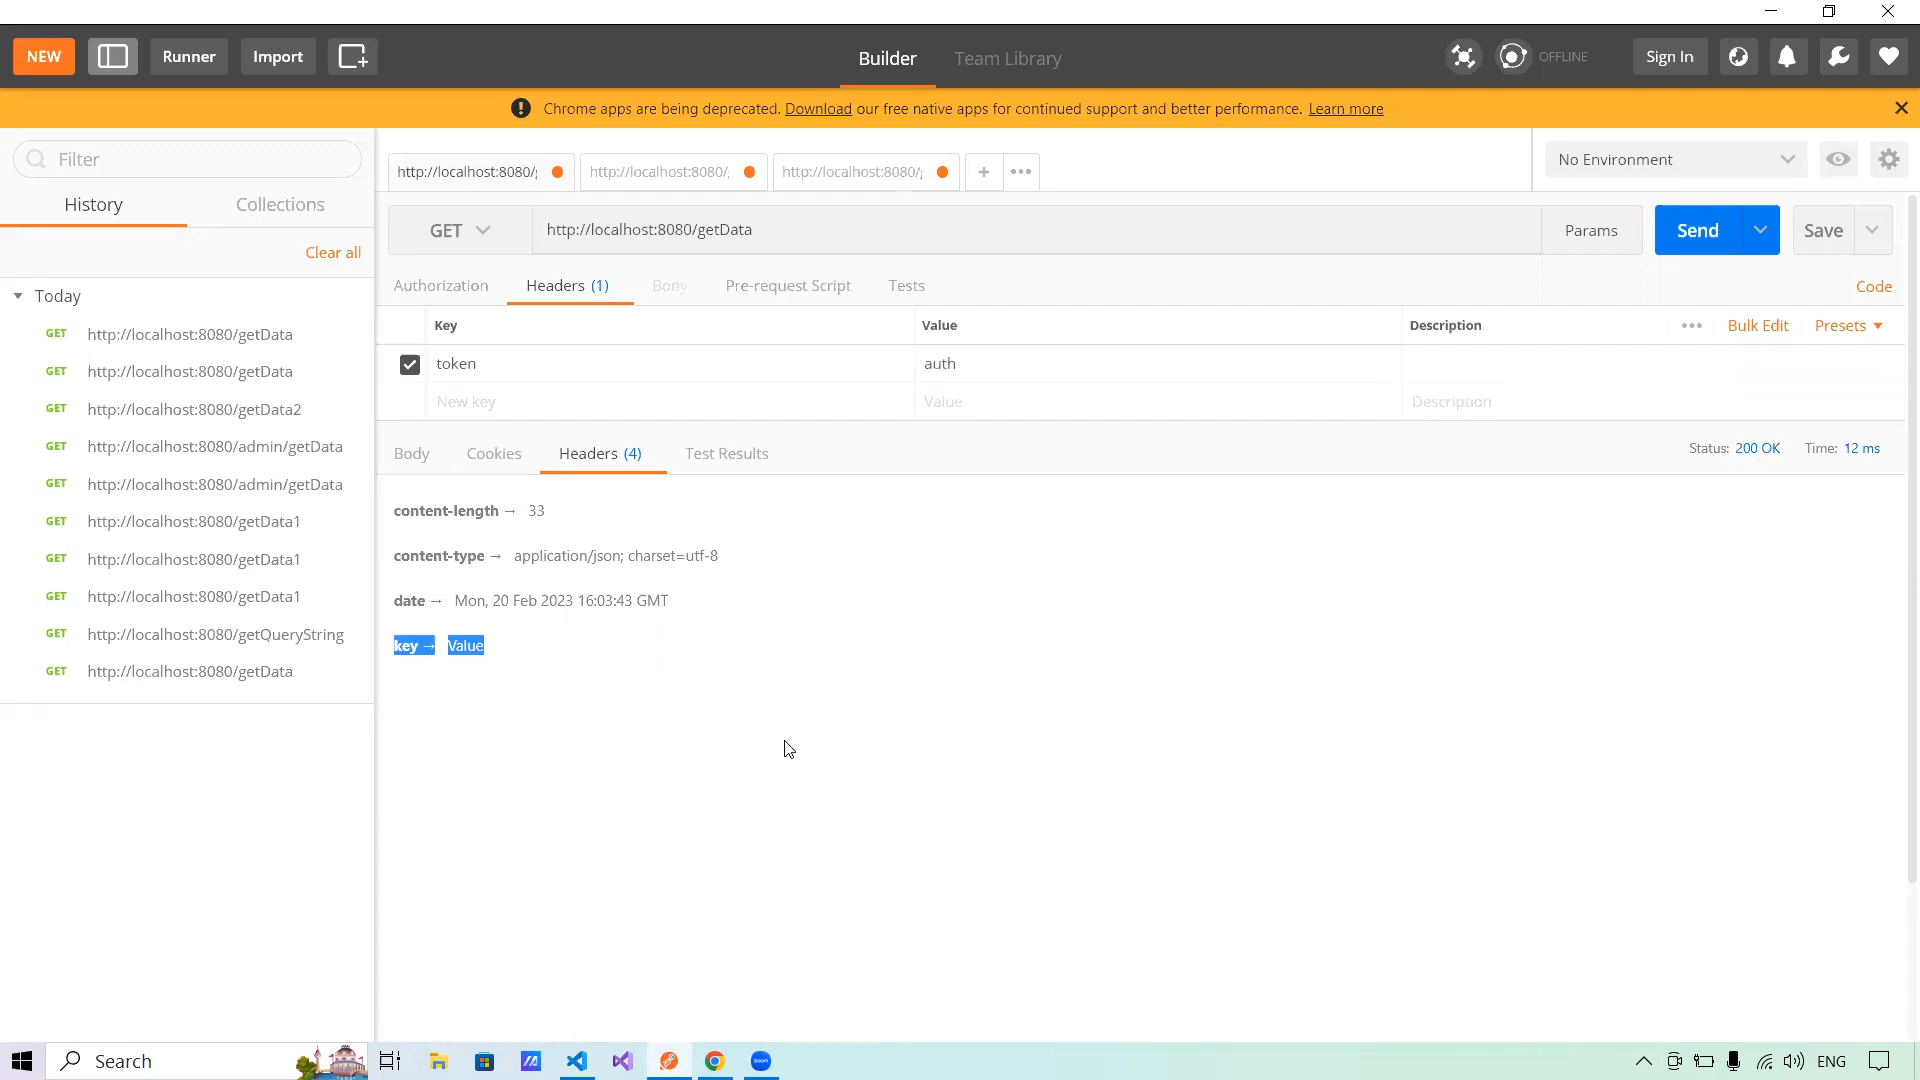 NEW Runner Import Builder Team Library OFFLINE Sign In
Chrome apps are being deprecated. Download our free native apps for continued support and better performance. Learn more
Filter
History Collections
Clear all
Today
GET http://localhost:8080/getData
GET http://localhost:8080/getData
GET http://localhost:8080/getData2
GET http://localhost:8080/admin/getData
GET http://localhost:8080/admin/getData
GET http://localhost:8080/getData1
GET http://localhost:8080/getData1
GET http://localhost:8080/getData1
GET http://localhost:8080/getQueryString
GET http://localhost:8080/getData
http://localhost:8080/ http://localhost:8080/ http://localhost:8080/ No Environment
GET http://localhost:8080/getData Params Send Save
Authorization Headers (1) Body Pre-request Script Tests Code
Key Value Description Bulk Edit Presets
token auth
New key Value Description
Body Cookies Headers (4) Test Results Status: 200 OK Time: 12 ms
content-length → 33
content-type → application/json; charset=utf-8
date → Mon, 20 Feb 2023 16:03:43 GMT
key → Value
Search zoom ENG